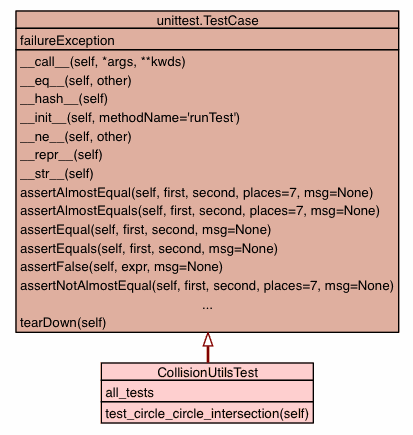 unittest.TestCase
failureException
__call__(self, *args, **kwds)
__eq__(self, other)
__hash__(self)
__init__(self, methodName='runTest')
__ne__(self, other)
__repr__(self)
__str__(self)
assertAlmostEqual(self, first, second, places=7, msg=None)
assertAlmostEquals(self, first, second, places=7, msg=None)
assertEqual(self, first, second, msg=None)
assertEquals(self, first, second, msg=None)
assertFalse(self, expr, msg=None)
assertNotAlmostEqual(self, first, second, places=7, msg=None)
...
tearDown(self)
CollisionUtilsTest
all_tests
test_circle_circle_intersection(self)